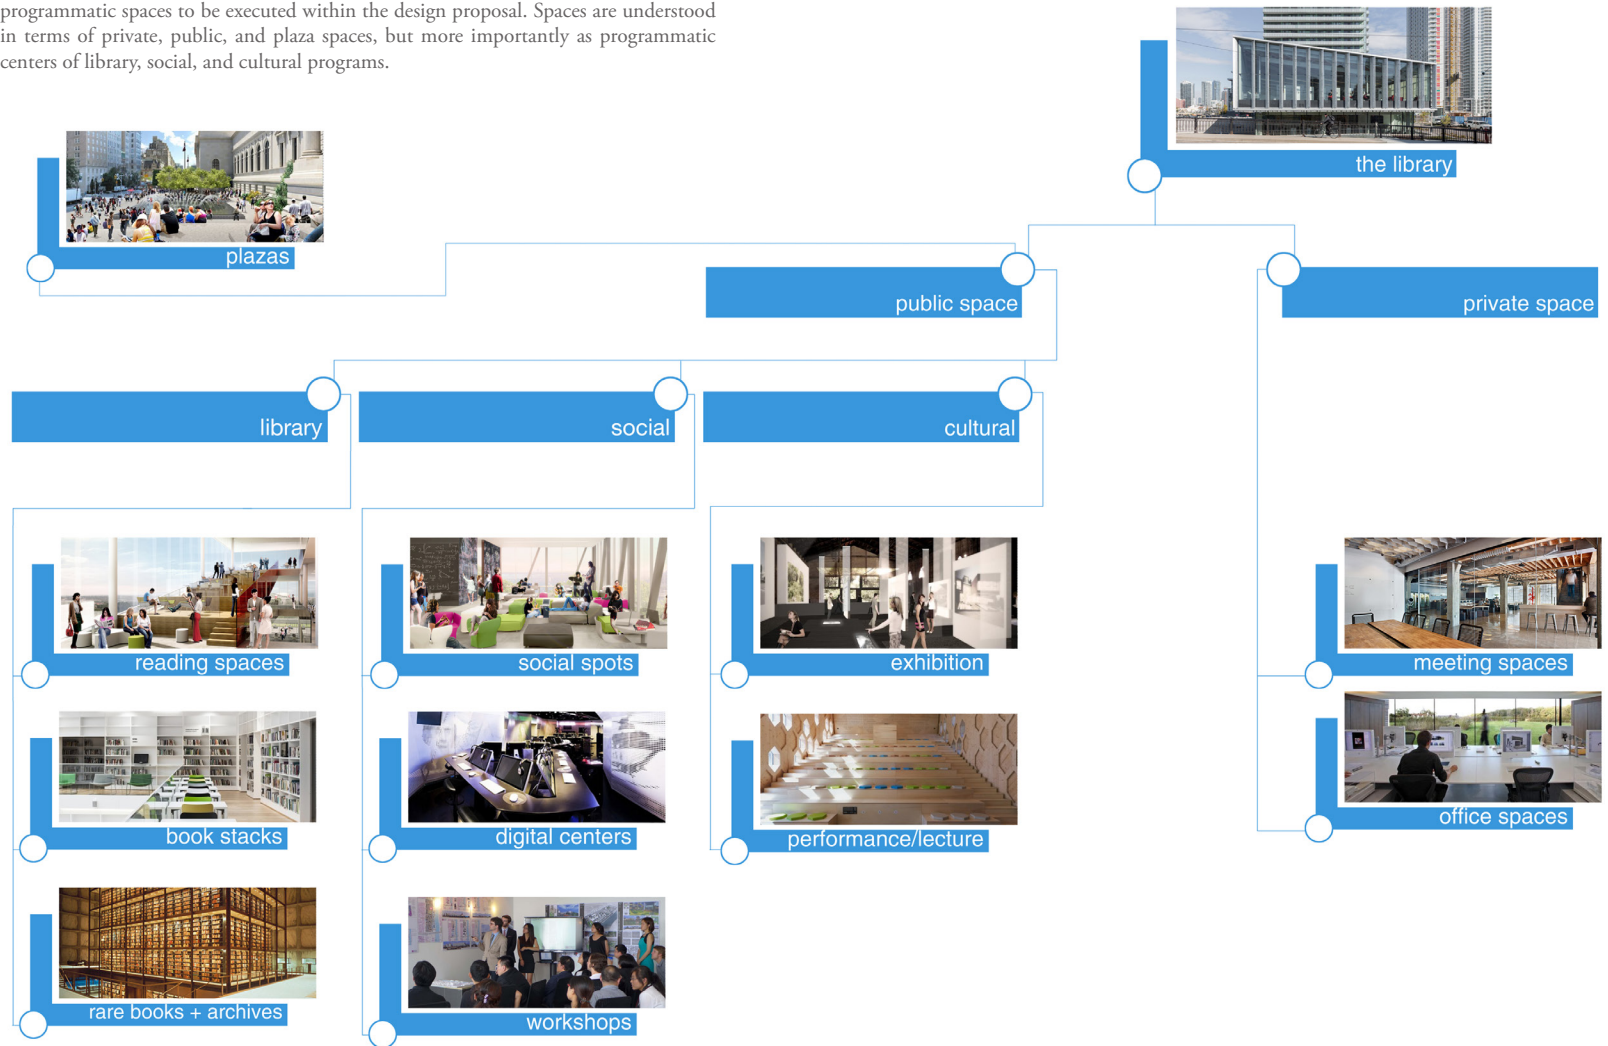 programmatic spaces to be executed within the design proposal. Spaces are understood
in terms of private, public, and plaza spaces, but more importantly as programmatic
centers of library, social, and cultural programs.
the library
plazas
public space
private space
library
social
cultural
reading spaces
social spots
exhibition
meeting spaces
book stacks
digital centers
performance/lecture
office spaces
rare books + archives
workshops